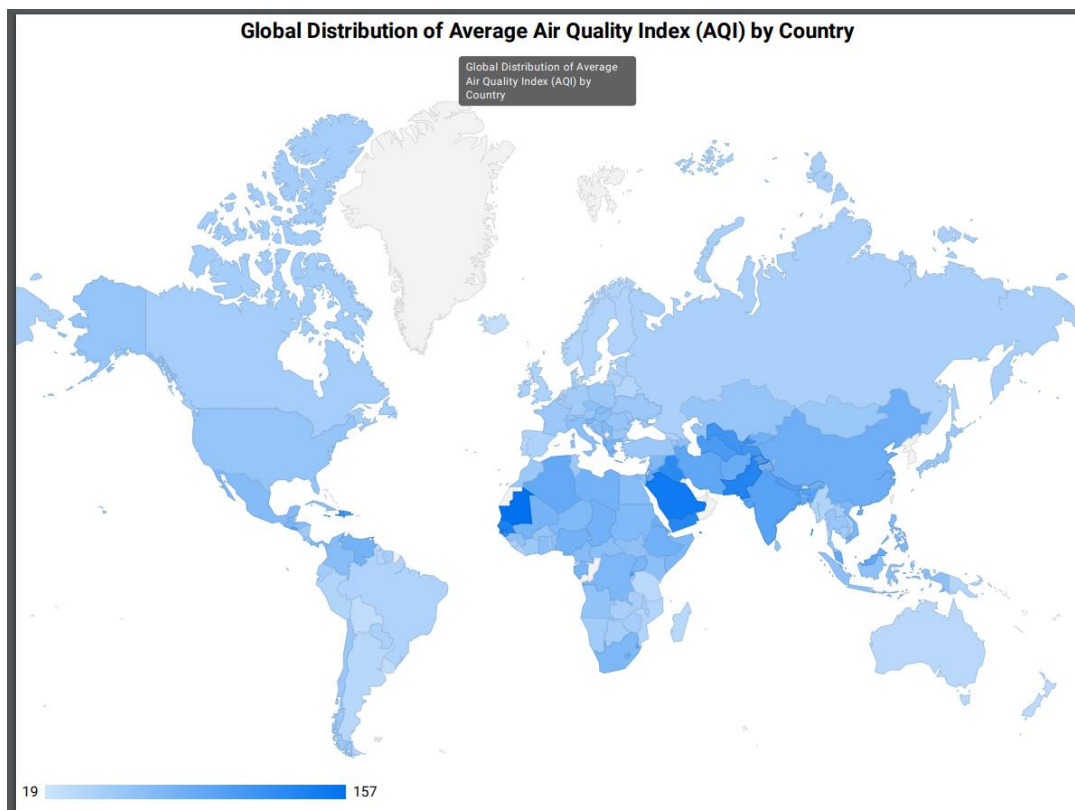 Global Distribution of Average Air Quality Index (AQI) by Country
Global Distribution of Average
Air Quality Index (AQI) by
Country
19
157